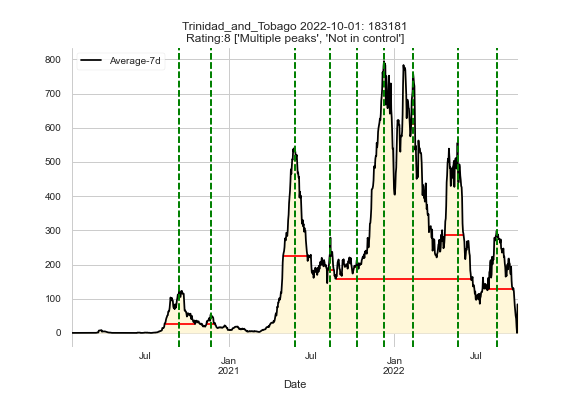 Trinidad_and_Tobago 2022-10-01: 183181
Rating:8 ['Multiple peaks', 'Not in control']
Average-7d
800
700
600
500
400
300
200
100
0
Jul
Jan
2021
Jul
Jan
2022
Jul
Date